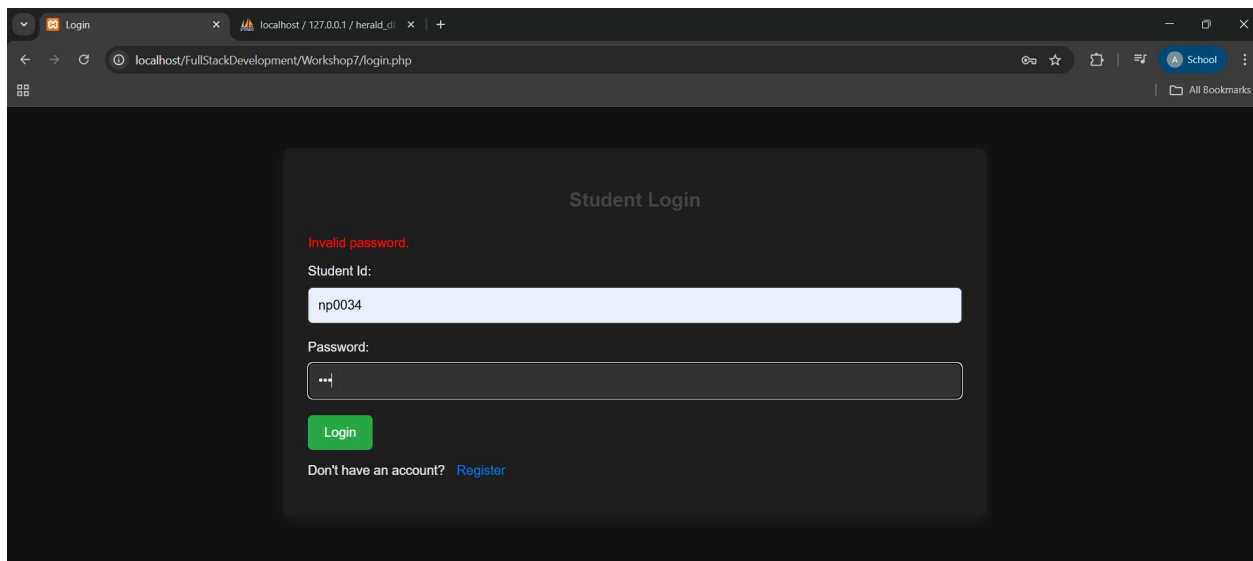 Login
localhost / 127.0.0.1 / herald_db
localhost/FullStackDevelopment/Workshop7/login.php
A School
All Bookmarks
Student Login
Invalid password.
Student Id:
np0034
Password:
Login
Don't have an account? Register